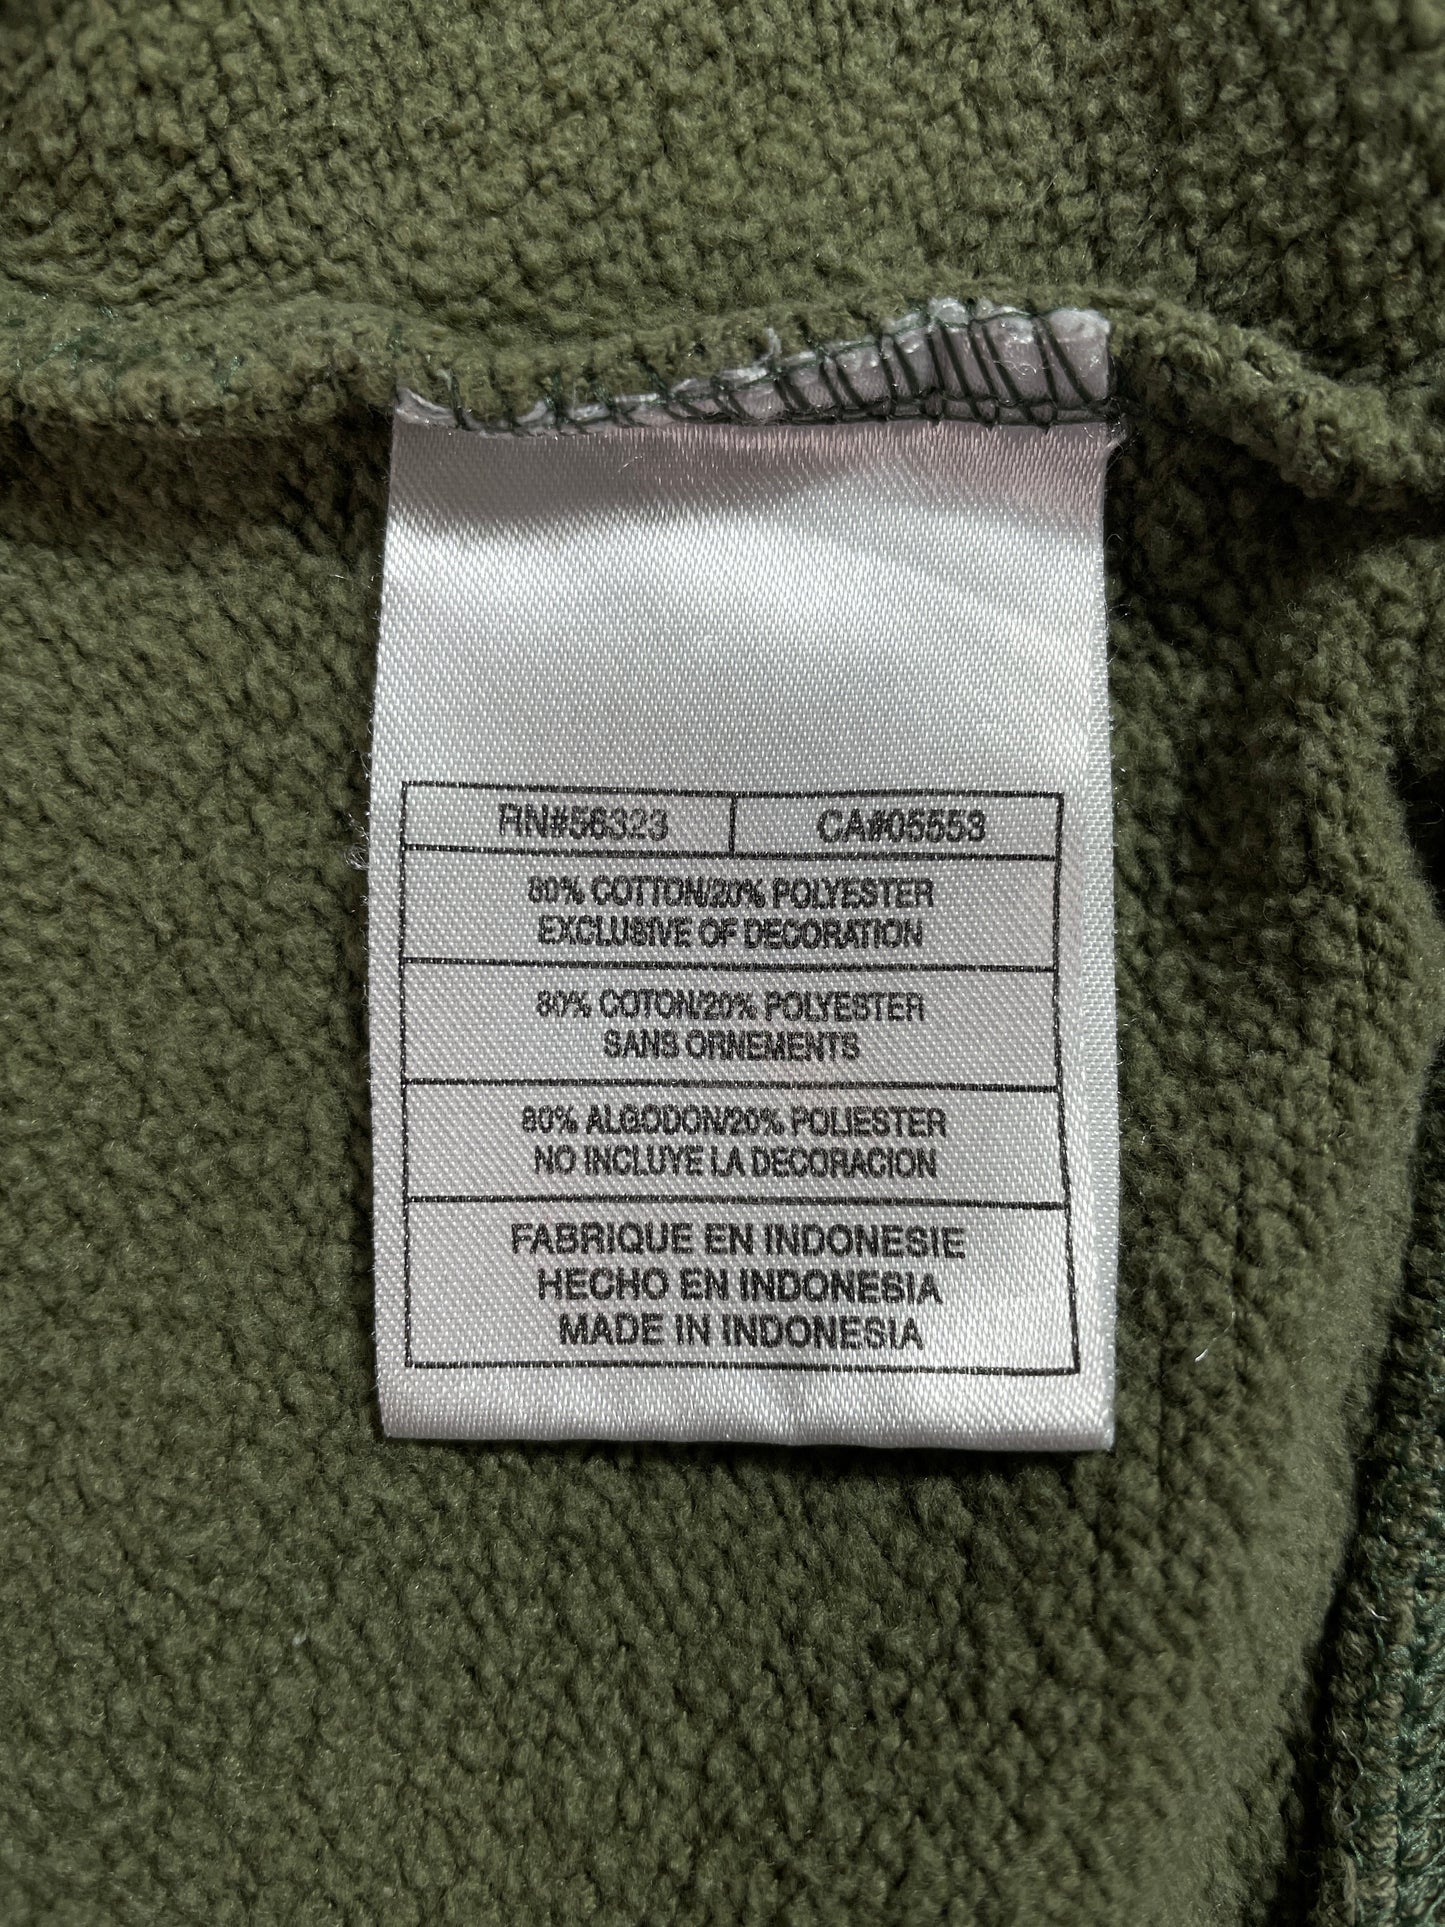 RN#56323 CA#05553
80% COTTON/20% POLYESTER
EXCLUSIVE OF DECORATION
80% COTON/20% POLYESTER
SANS ORNEMENTS
80% ALGODON/20% POLIESTER
NO INCLUYE LA DECORACION
FABRIQUE EN INDONESIE
HECHO EN INDONESIA
MADE IN INDONESIA